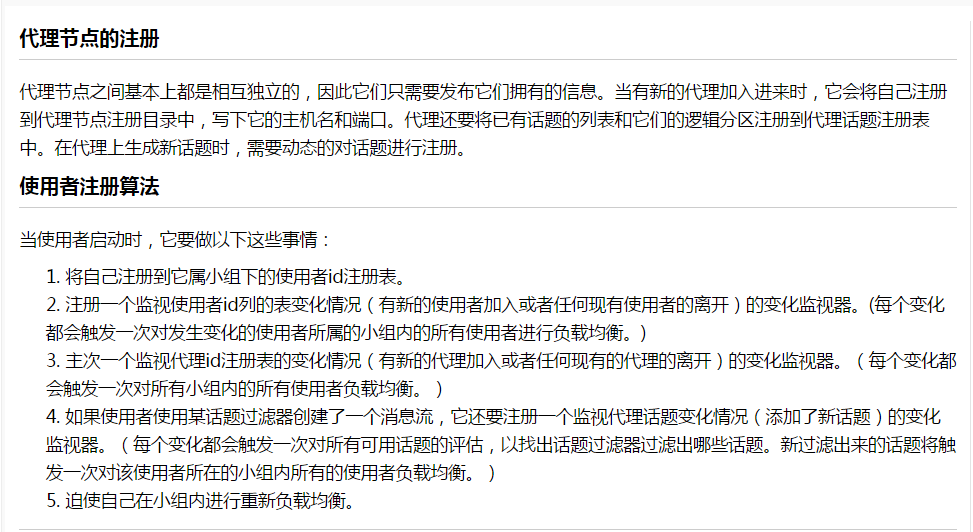 代理节点的注册
代理节点之间基本上都是相互独立的，因此它们只需要发布它们拥有的信息。当有新的代理加入进来时，它会将自己注册
到代理节点注册目录中，写下它的主机名和端口。代理还要将已有话题的列表和它们的逻辑分区注册到代理话题注册表
中。在代理上生成新话题时，需要动态的对话题进行注册。
使用者注册算法
当使用者启动时，它要做以下这些事情：
1. 将自己注册到它属小组下的使用者id注册表。
2. 注册一个监视使用者id列的表变化情况（有新的使用者加入或者任何现有使用者的离开）的变化监视器。(每个变化
都会触发一次对发生变化的使用者所属的小组内的所有使用者进行负载均衡。)
3. 主次一个监视代理id注册表的变化情况（有新的代理加入或者任何现有的代理的离开）的变化监视器。（ 每个变化都
会触发一次对所有小组内的所有使用者负载均衡。 ）
4. 如果使用者使用某话题过滤器创建了一个消息流，它还要注册一个监视代理话题变化情况（添加了新话题）的变化
监视器。（ 每个变化都会触发一次对所有可用话题的评估，以找出话题过滤器过滤出哪些话题。新过滤出来的话题将触
发一次对该使用者所在的小组内所有的使用者负载均衡。 ）
5. 迫使自己在小组内进行重新负载均衡。